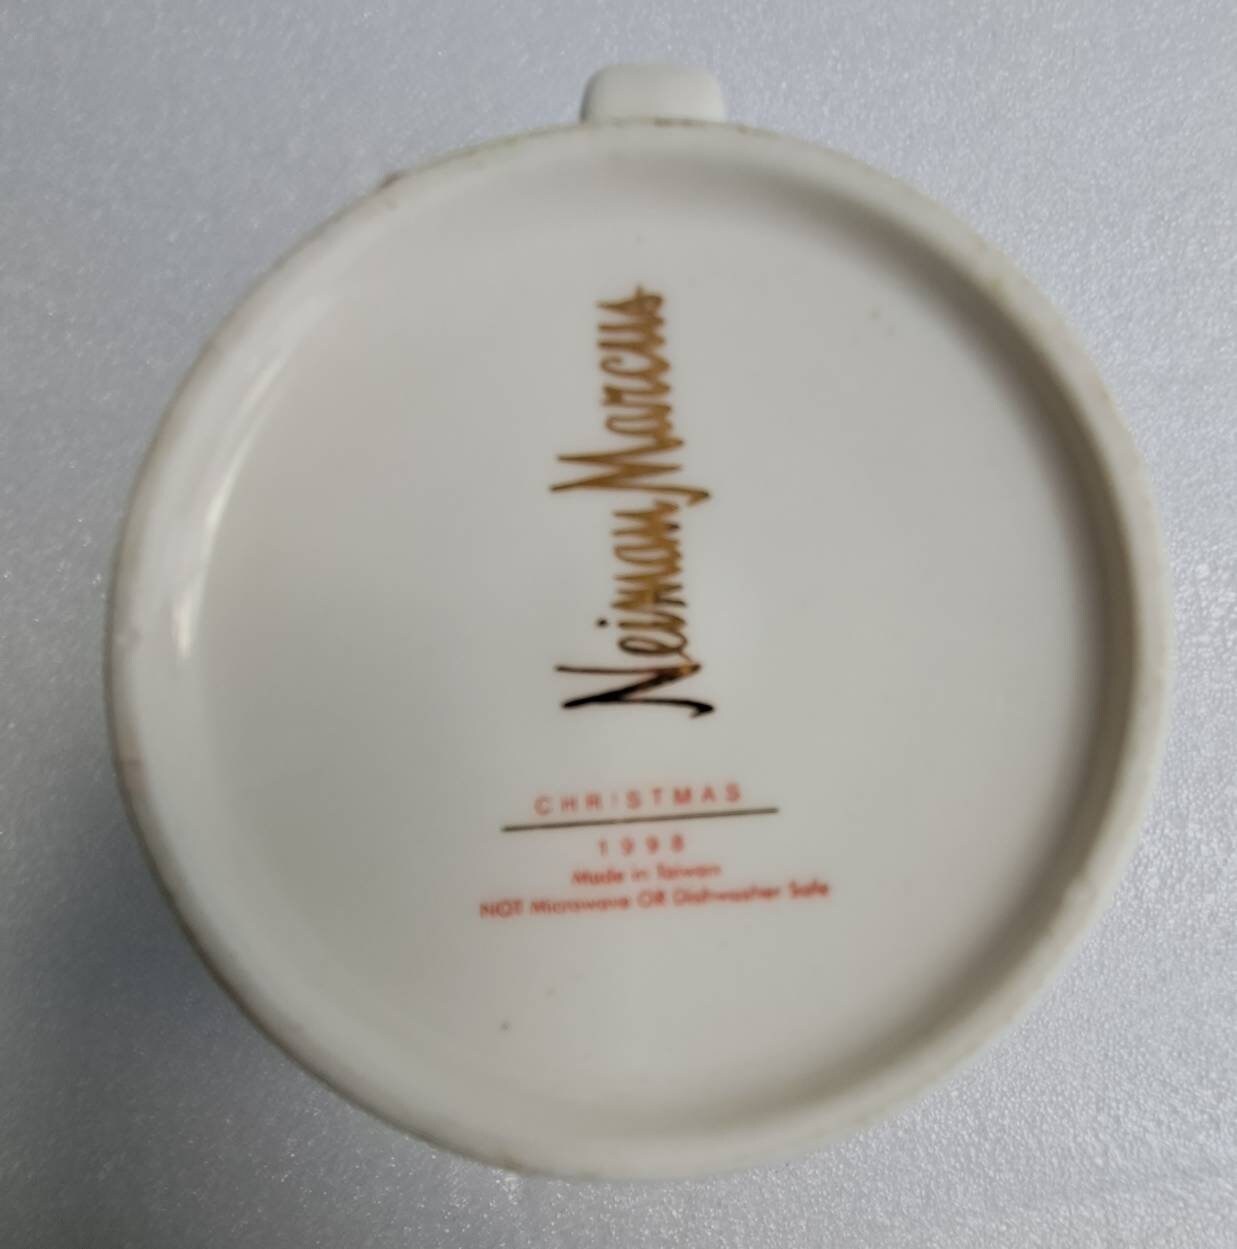 Neiman Marcus
CHRISTMAS
1998
Made in Taiwan
NOT Microwave OR Dishwasher Safe